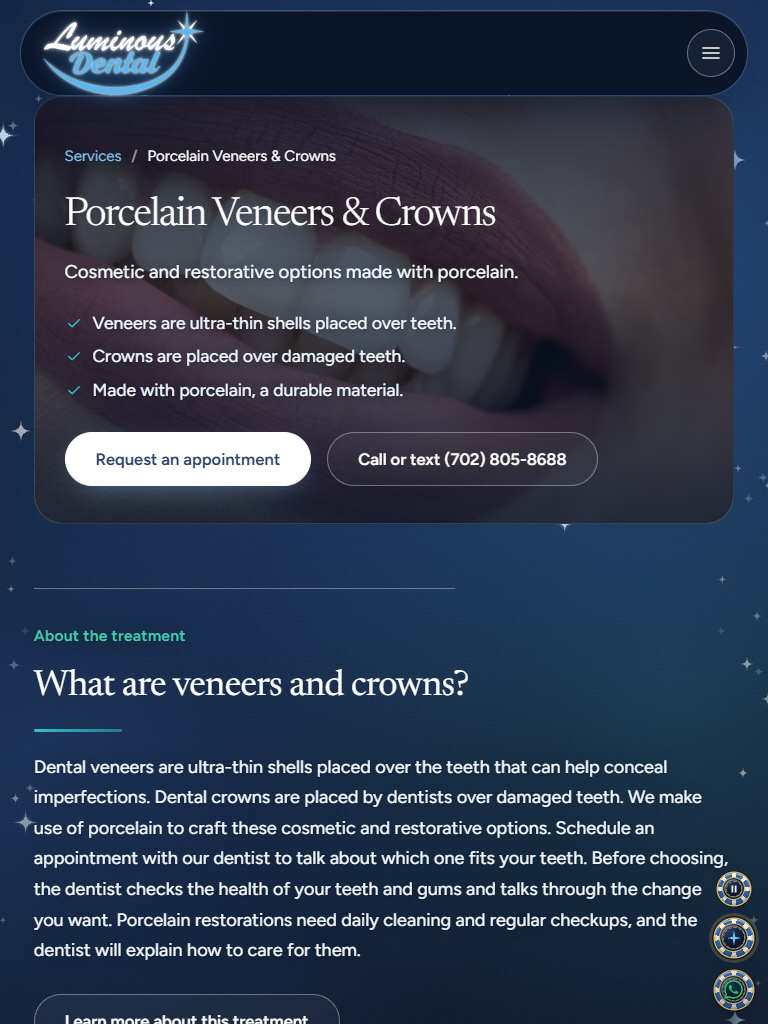 Luminous
Dental
Services / Porcelain Veneers & Crowns
Porcelain Veneers & Crowns
Cosmetic and restorative options made with porcelain.
Veneers are ultra-thin shells placed over teeth.
Crowns are placed over damaged teeth.
Made with porcelain, a durable material.
Request an appointment
Call or text (702) 805-8688
About the treatment
What are veneers and crowns?
Dental veneers are ultra-thin shells placed over the teeth that can help conceal
imperfections. Dental crowns are placed by dentists over damaged teeth. We make
use of porcelain to craft these cosmetic and restorative options. Schedule an
appointment with our dentist to talk about which one fits your teeth. Before choosing,
the dentist checks the health of your teeth and gums and talks through the change
you want. Porcelain restorations need daily cleaning and regular checkups, and the
dentist will explain how to care for them.
Learn more about this treatment